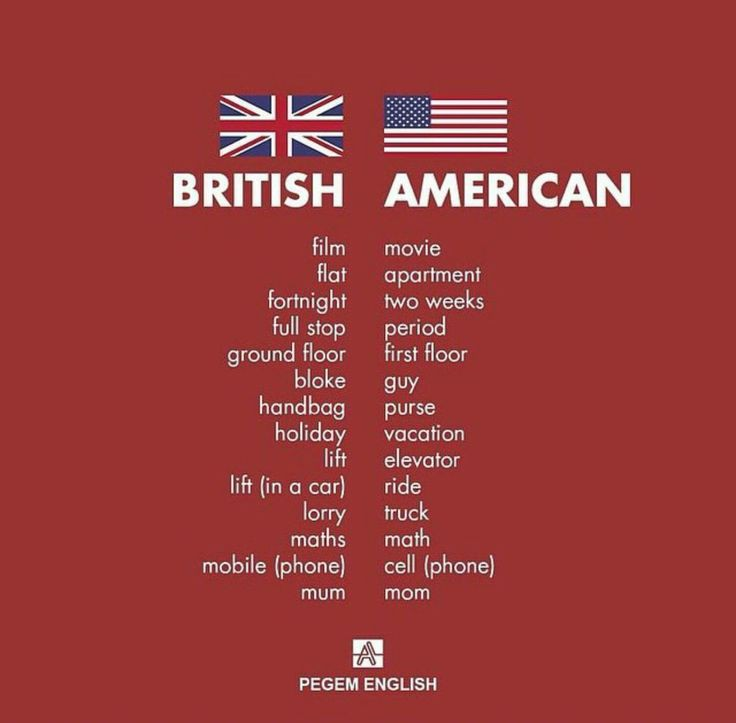 BRITISH AMERICAN
film movie
flat apartment
fortnight two weeks
full stop period
ground floor first floor
bloke guy
handbag purse
holiday vacation
lift elevator
lift (in a car) ride
lorry truck
maths math
mobile (phone) cell (phone)
mum mom
PEGEM ENGLISH